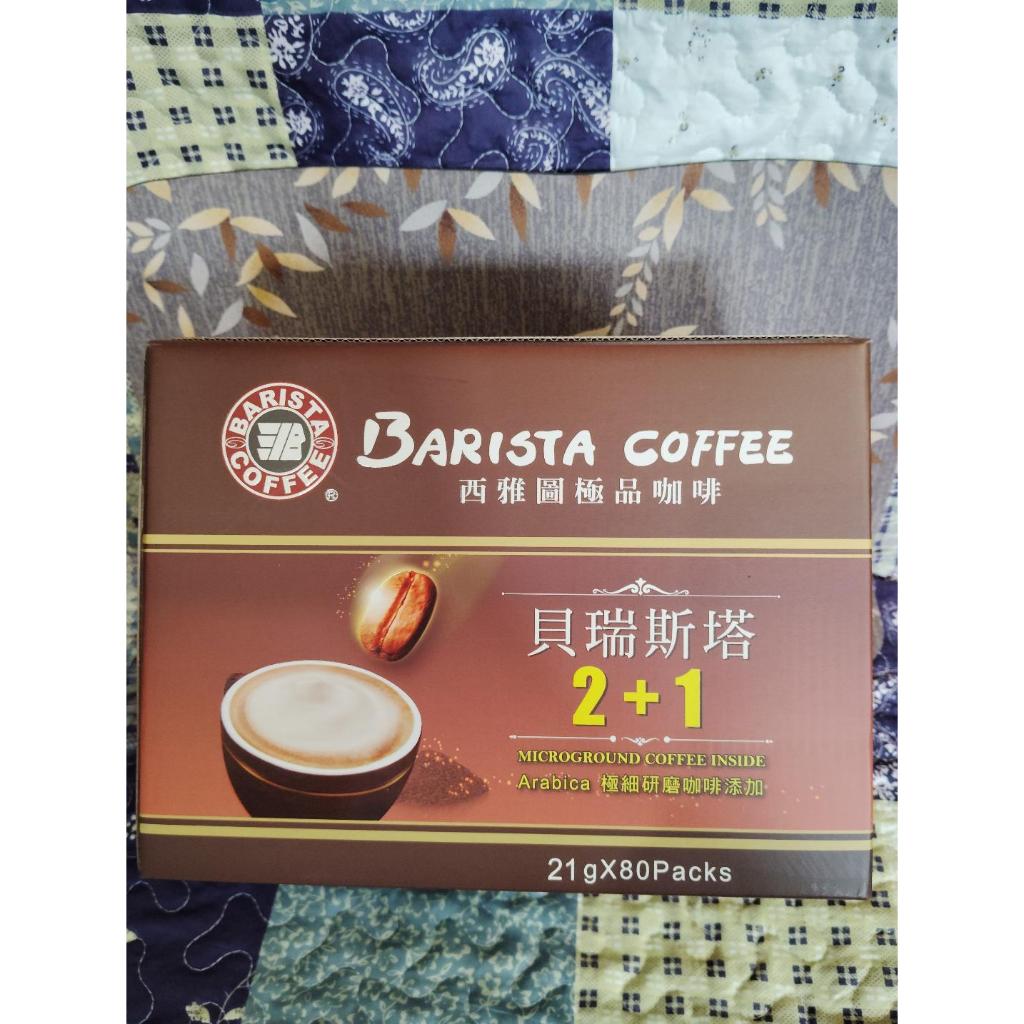 BARISTA
COFFEE
®
BARISTA COFFEE
西雅圖極品咖啡
貝瑞斯塔
2+1
MICROGROUND COFFEE INSIDE
Arabica 極細研磨咖啡添加
21gX80Packs